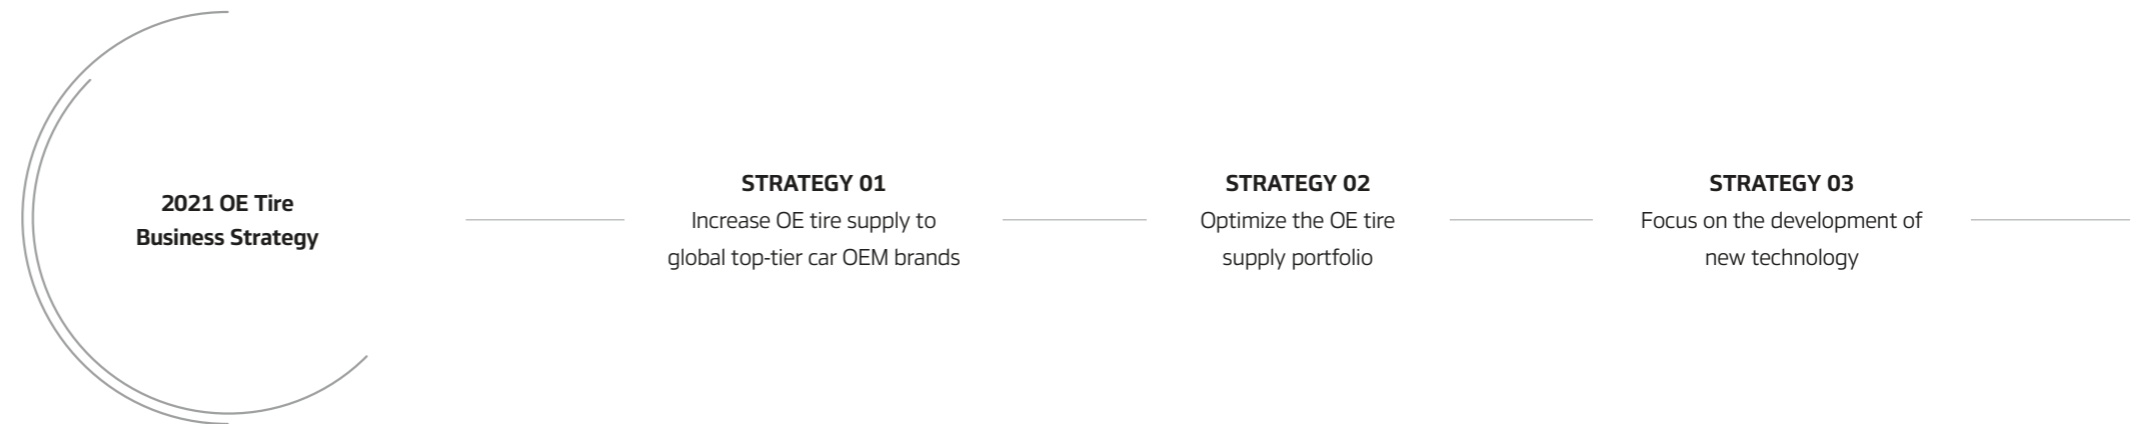 2021 OE Tire
Business Strategy
STRATEGY 01
Increase OE tire supply to
global top-tier car OEM brands
STRATEGY 02
Optimize the OE tire
supply portfolio
STRATEGY 03
Focus on the development of
new technology